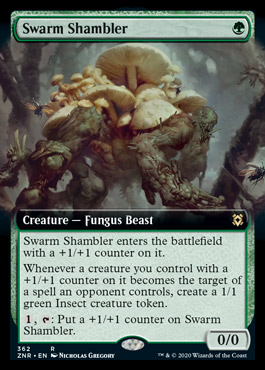 Swarm Shambler
Creature — Fungus Beast
Swarm Shambler enters the battlefield
with a +1/+1 counter on it.
Whenever a creature you control with a
+1/+1 counter on it becomes the target of
a spell an opponent controls, create a 1/1
green Insect creature token.
1, : Put a +1/+1 counter on Swarm
Shambler.
0/0
362 R
ZNR • EN NICHOLAS GREGORY
™ & © 2020 Wizards of the Coast